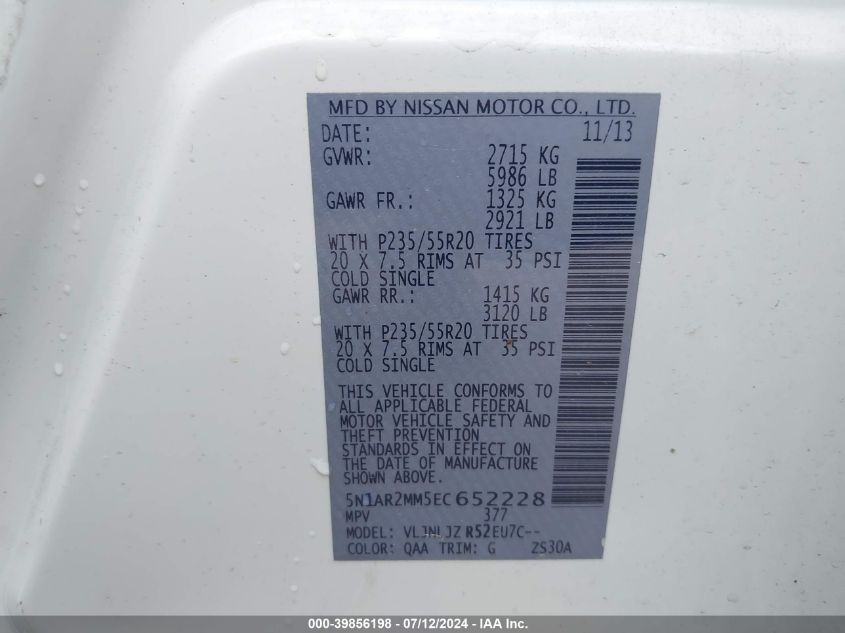 MFD BY NISSAN MOTOR CO., LTD.
DATE: 11/13
GVWR: 2715 KG
5986 LB
GAWR FR.: 1325 KG
2921 LB
WITH P235/55R20 TIRES
20 X 7.5 RIMS AT 35 PSI
COLD SINGLE
GAWR RR.: 1415 KG
3120 LB
WITH P235/55R20 TIRES
20 X 7.5 RIMS AT 35 PSI
COLD SINGLE
THIS VEHICLE CONFORMS TO
ALL APPLICABLE FEDERAL
MOTOR VEHICLE SAFETY AND
THEFT PREVENTION
STANDARDS IN EFFECT ON
THE DATE OF MANUFACTURE
SHOWN ABOVE.
5N1AR2MM5EC652228
MPV 377
MODEL: VLJNLJZ R52EU7C--
COLOR: QAA TRIM: G ZS30A
000-39856198 - 07/12/2024 - IAA Inc.